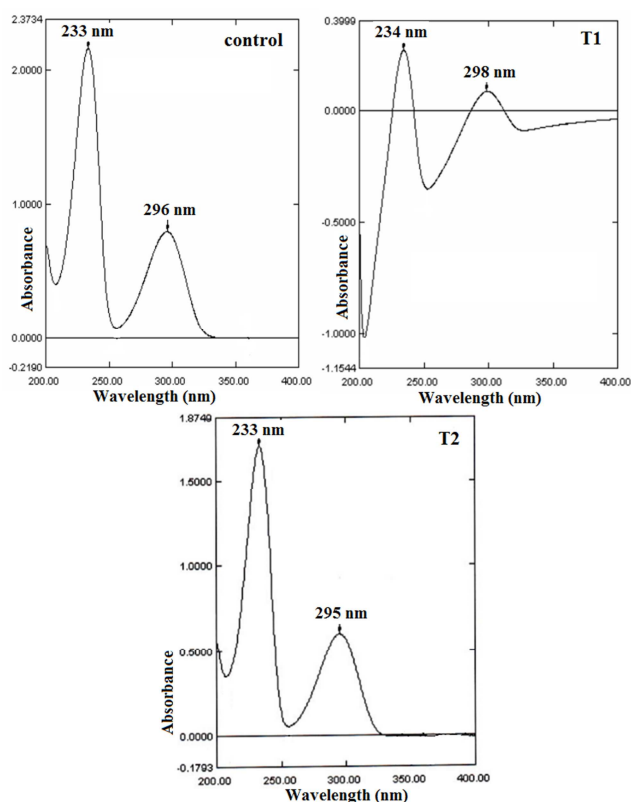 2.3734
233 nm
control
2.0000
296 nm
1.0000
0.0000
-0.2190
200.00 250.00 300.00 350.00 400.00
Absorbance
Wavelength (nm)
0.3999
234 nm
T1
298 nm
0.0000
-0.5000
-1.0000
-1.1544
200.00 250.00 300.00 350.00 400.00
Absorbance
Wavelength (nm)
1.8749
233 nm
T2
1.5000
1.0000
295 nm
0.5000
0.0000
-0.1793
200.00 250.00 300.00 350.00 400.00
Absorbance
Wavelength (nm)